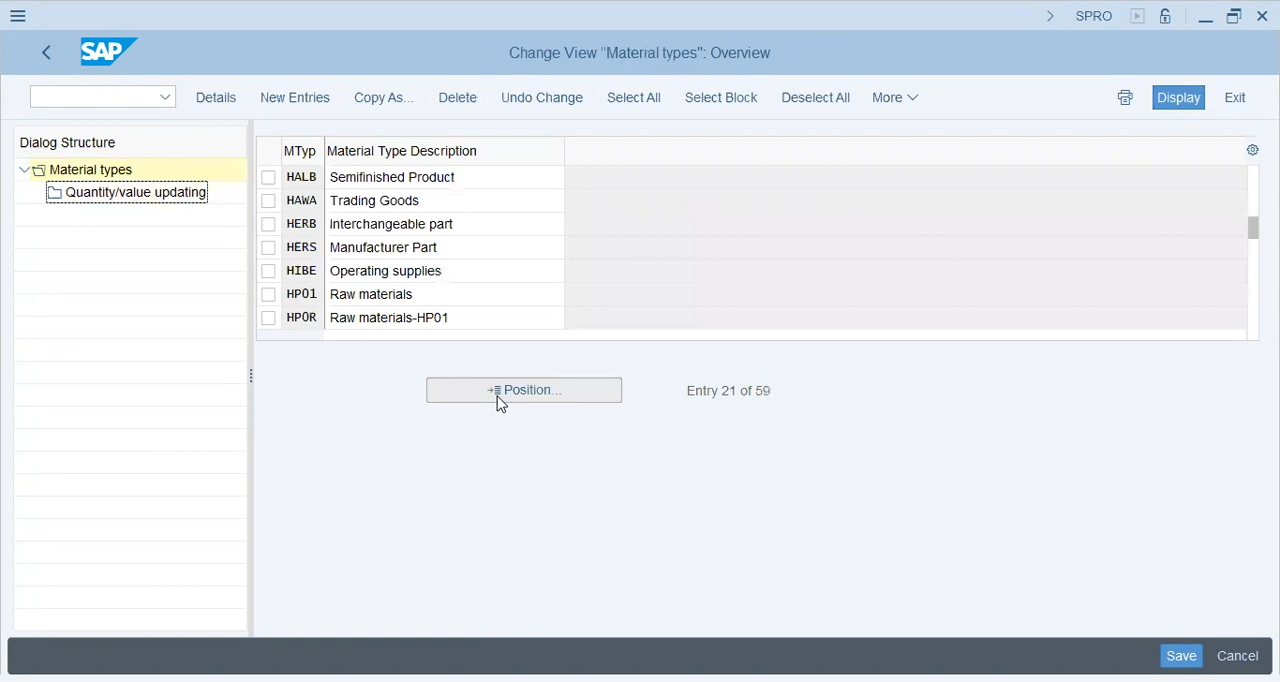 SPRO
SAP
Change View "Material types": Overview
Details New Entries Copy As... Delete Undo Change Select All Select Block Deselect All More Display Exit
Dialog Structure
Material types
Quantity/value updating
MTyp Material Type Description
HALB Semifinished Product
HAWA Trading Goods
HERB Interchangeable part
HERS Manufacturer Part
HIBE Operating supplies
HP01 Raw materials
HP0R Raw materials-HP01
Position...
Entry 21 of 59
Save Cancel